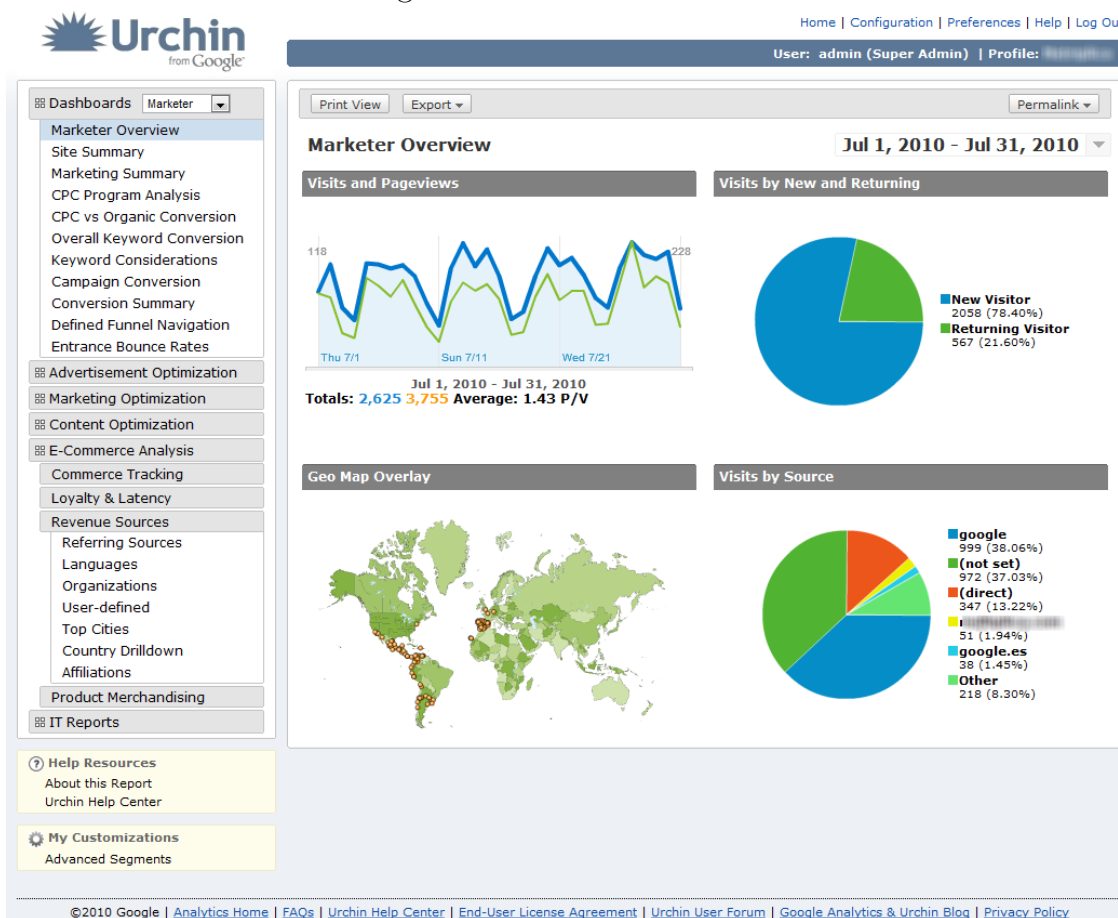 Urchin
from Google
Home | Configuration | Preferences | Help | Log Ou
User: admin (Super Admin) | Profile:
Dashboards Marketer
Marketer Overview
Site Summary
Marketing Summary
CPC Program Analysis
CPC vs Organic Conversion
Overall Keyword Conversion
Keyword Considerations
Campaign Conversion
Conversion Summary
Defined Funnel Navigation
Entrance Bounce Rates
Advertisement Optimization
Marketing Optimization
Content Optimization
E-Commerce Analysis
Commerce Tracking
Loyalty & Latency
Revenue Sources
Referring Sources
Languages
Organizations
User-defined
Top Cities
Country Drilldown
Affiliations
Product Merchandising
IT Reports
Help Resources
About this Report
Urchin Help Center
My Customizations
Advanced Segments
Print View Export Permalink
Marketer Overview Jul 1, 2010 - Jul 31, 2010
Visits and Pageviews
118 228
Thu 7/1 Sun 7/11 Wed 7/21
Jul 1, 2010 - Jul 31, 2010
Totals: 2,625 3,755 Average: 1.43 P/V
Visits by New and Returning
New Visitor
2058 (78.40%)
Returning Visitor
567 (21.60%)
Geo Map Overlay
Visits by Source
google
999 (38.06%)
(not set)
972 (37.03%)
(direct)
347 (13.22%)
51 (1.94%)
google.es
38 (1.45%)
Other
218 (8.30%)
©2010 Google | Analytics Home | FAQs | Urchin Help Center | End-User License Agreement | Urchin User Forum | Google Analytics & Urchin Blog | Privacy Policy